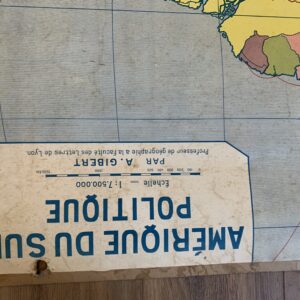 AMÉRIQUE DU SU
POLITIQUE
Échelle — 1 : 7.500.000
PAR A. GIBERT
Professeur de géographie a la faculté des Lettres de Lyon